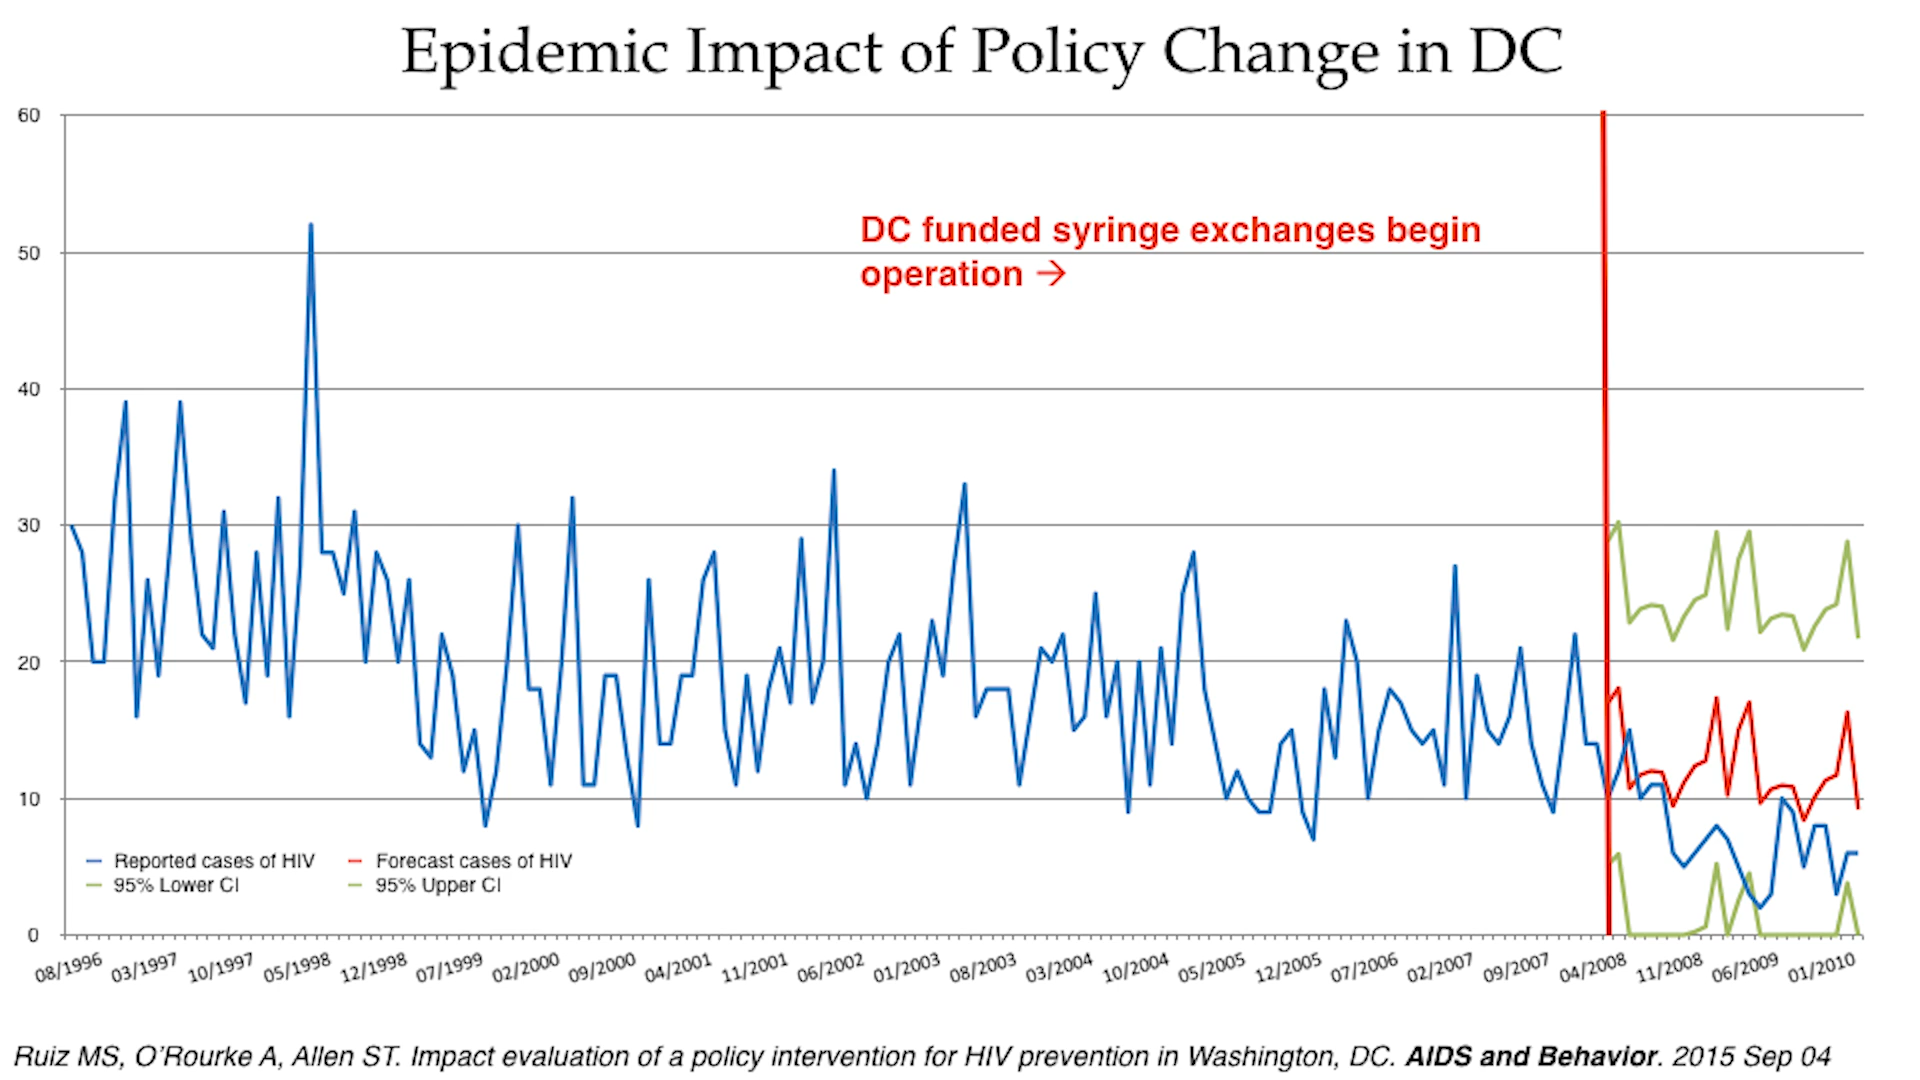 Epidemic Impact of Policy Change in DC
60
50
40
30
20
10
0
DC funded syringe exchanges begin
operation →
Reported cases of HIV
Forecast cases of HIV
95% Lower CI
95% Upper CI
08/1996 03/1997 10/1997 05/1998 12/1998 07/1999 02/2000 09/2000 04/2001 11/2001 06/2002 01/2003 08/2003 03/2004 10/2004 05/2005 12/2005 07/2006 02/2007 09/2007 04/2008 11/2008 06/2009 01/2010
Ruiz MS, O’Rourke A, Allen ST. Impact evaluation of a policy intervention for HIV prevention in Washington, DC. AIDS and Behavior. 2015 Sep 04